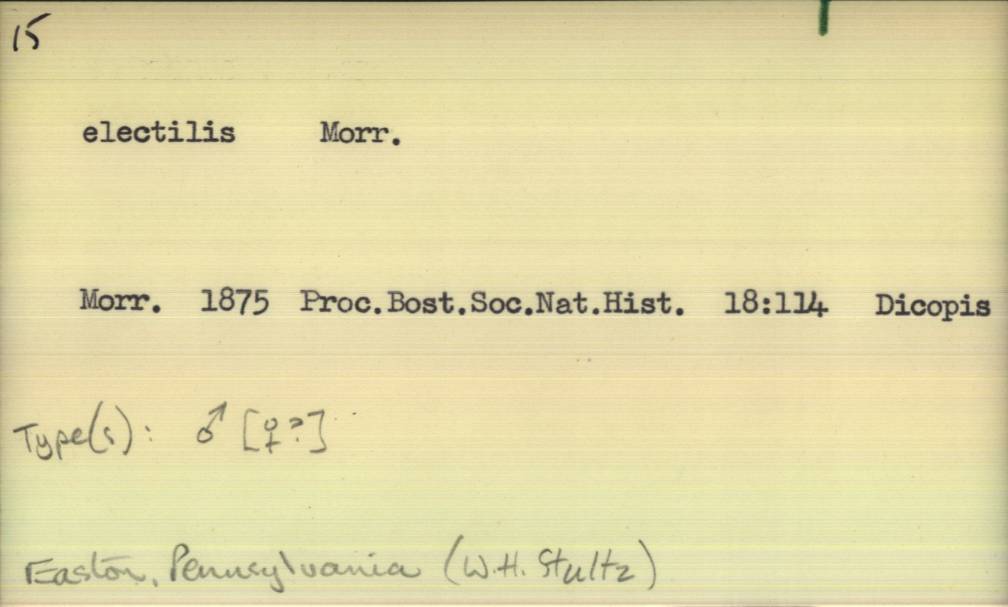 15
electilis Morr.
Morr. 1875 Proc.Bost.Soc.Nat.Hist. 18:114 Dicopis
Type(s): ♂ [♀?]
Easton, Pennsylvania (W.H. Stultz)